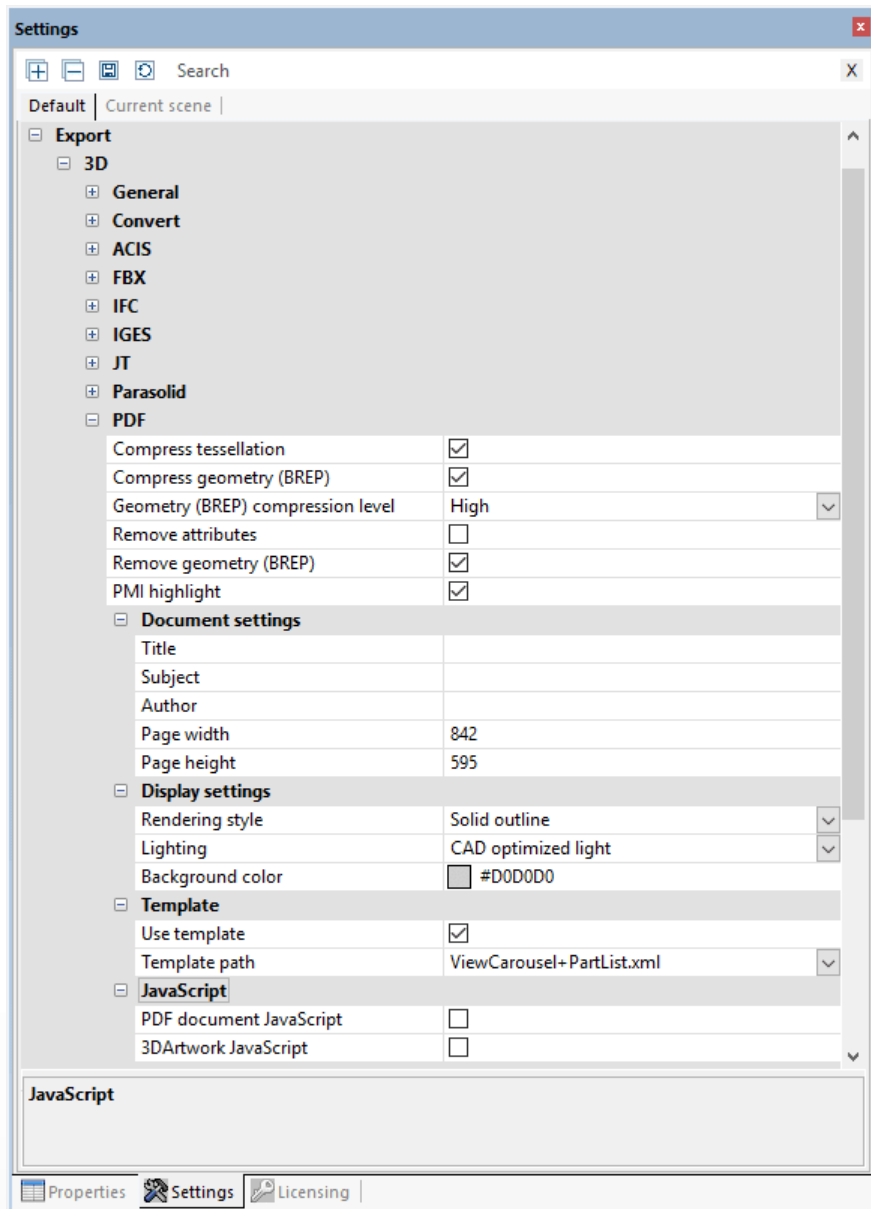 Settings
Search X
Default Current scene
Export
3D
General
Convert
ACIS
FBX
IFC
IGES
JT
Parasolid
PDF
Compress tessellation
Compress geometry (BREP)
Geometry (BREP) compression level High
Remove attributes
Remove geometry (BREP)
PMI highlight
Document settings
Title
Subject
Author
Page width 842
Page height 595
Display settings
Rendering style Solid outline
Lighting CAD optimized light
Background color #D0D0D0
Template
Use template
Template path ViewCarousel+PartList.xml
JavaScript
PDF document JavaScript
3DArtwork JavaScript
JavaScript
Properties Settings Licensing